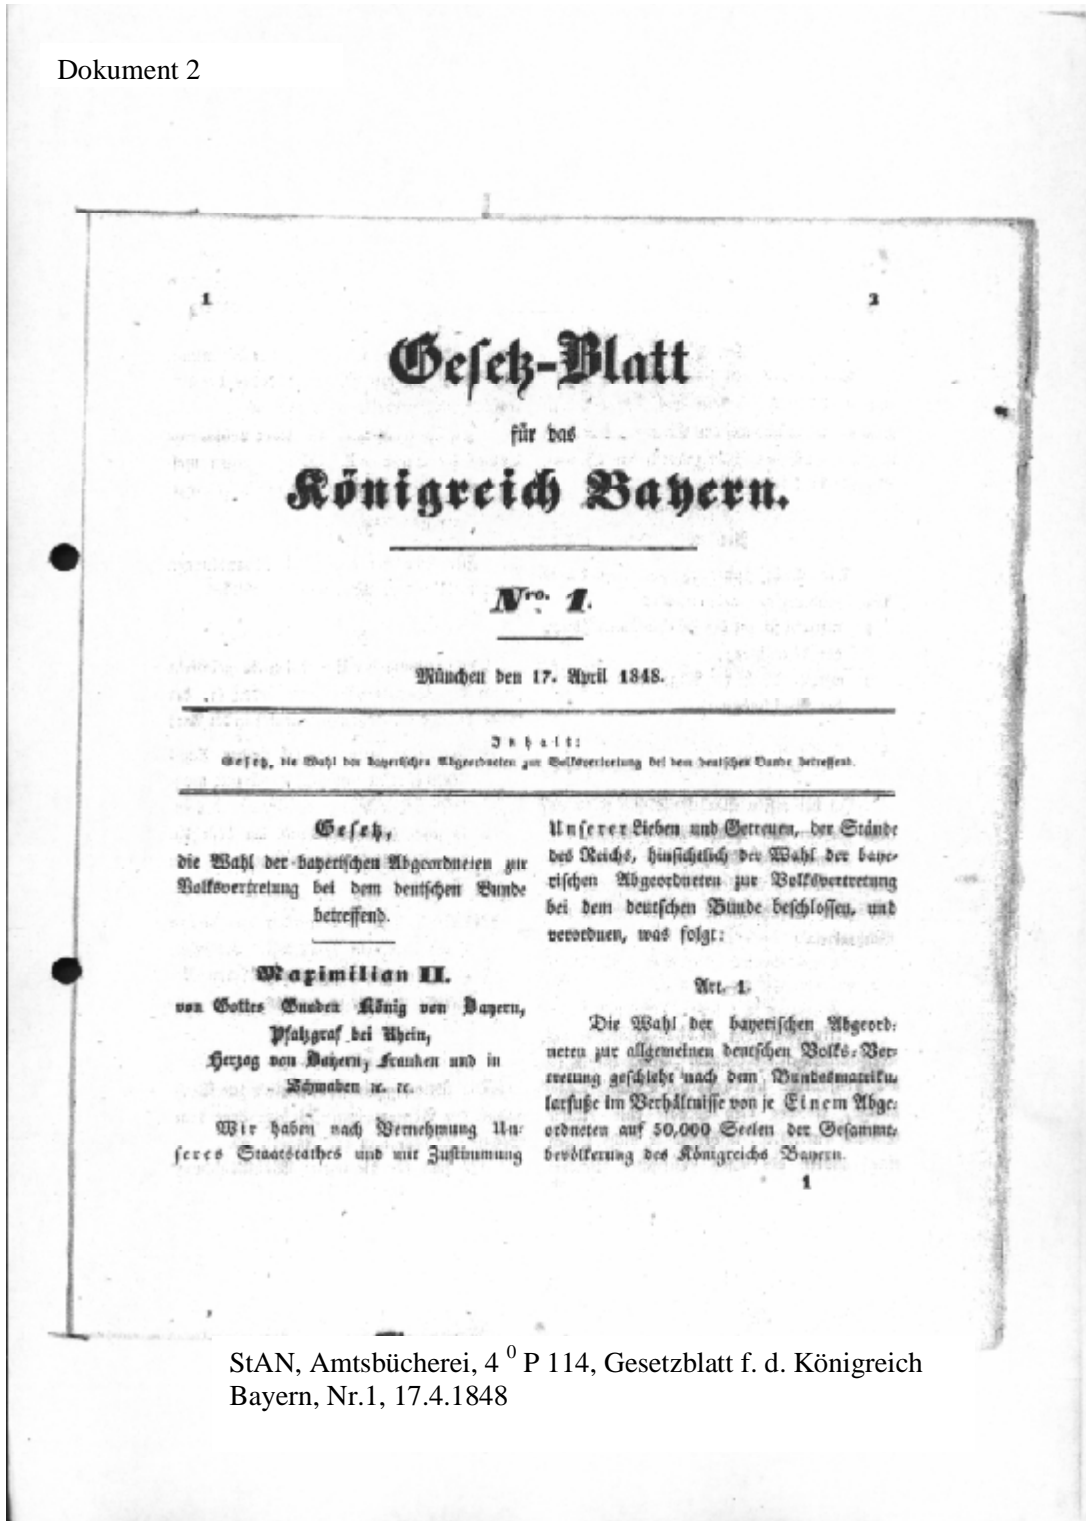 Dokument 2
1
2
Gesetz-Blatt
für das
Königreich Bayern.
Nro. 1.
München den 17. April 1848.
Inhalt:
Gesetz, die Wahl der bayerischen Abgeordneten zur Volksvertretung bei dem deutschen Bunde betreffend.
Gesetz,
die Wahl der bayerischen Abgeordneten zur
Volksvertretung bei dem deutschen Bunde
betreffend.
Maximilian II.
von Gottes Gnaden König von Bayern,
Pfalzgraf bei Rhein,
Herzog von Bayern, Franken und in
Schwaben ꝛc. ꝛc.
Wir haben nach Vernehmung Un-
seres Staatsrathes und mit Zustimmung
Unserer Lieben und Getreuen, der Stände
des Reichs, hinsichtlich der Wahl der baye-
rischen Abgeordneten zur Volksvertretung
bei dem deutschen Bunde beschlossen, und
verordnen, was folgt:
Art. 1.
Die Wahl der bayerischen Abgeord-
neten zur allgemeinen deutschen Volks-Ver-
tretung geschieht nach dem Bundesmatriku-
larfuße im Verhältnisse von je Einem Abge-
ordneten auf 50,000 Seelen der Gesammt-
bevölkerung des Königreichs Bayern.
1
StAN, Amtsbücherei, 4 0 P 114, Gesetzblatt f. d. Königreich
Bayern, Nr.1, 17.4.1848